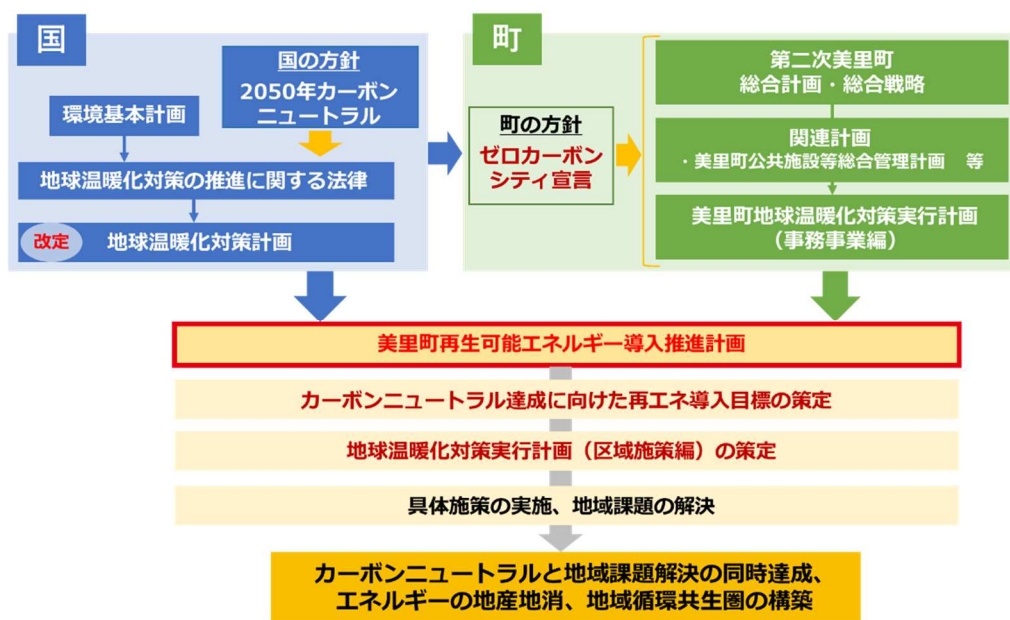 国
国の方針
2050年カーボン
ニュートラル
環境基本計画
地球温暖化対策の推進に関する法律
改定
地球温暖化対策計画
町
町の方針
ゼロカーボン
シティ宣言
第二次美里町
総合計画・総合戦略
関連計画
・美里町公共施設等総合管理計画　等
美里町地球温暖化対策実行計画
（事務事業編）
美里町再生可能エネルギー導入推進計画
カーボンニュートラル達成に向けた再エネ導入目標の策定
地球温暖化対策実行計画（区域施策編）の策定
具体施策の実施、地域課題の解決
カーボンニュートラルと地域課題解決の同時達成、
エネルギーの地産地消、地域循環共生圏の構築